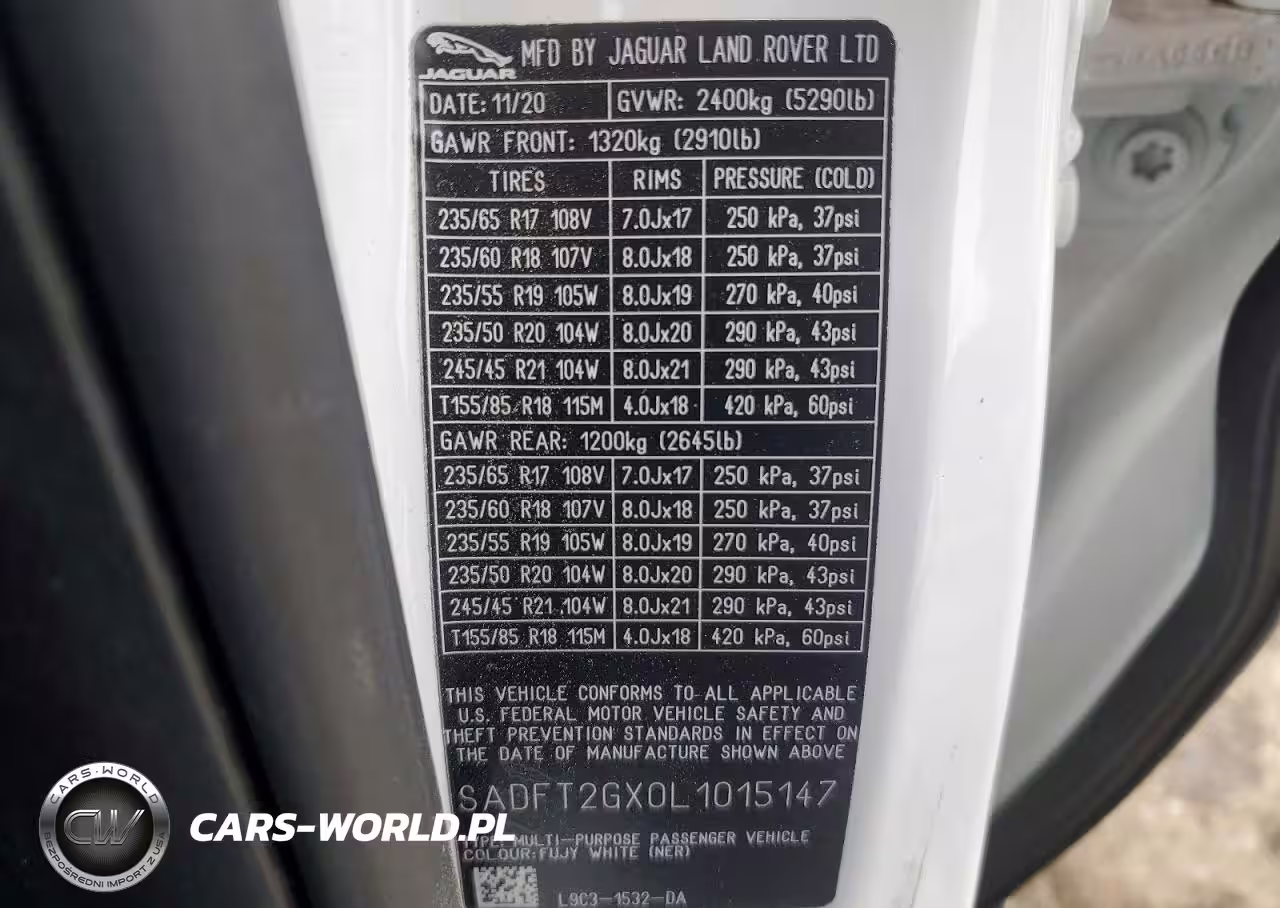 JAGUAR
MFD BY JAGUAR LAND ROVER LTD
DATE: 11/20 GVWR: 2400kg (5290lb)
GAWR FRONT: 1320kg (2910lb)
TIRES RIMS PRESSURE (COLD)
235/65 R17 108V 7.0Jx17 250 kPa, 37psi
235/60 R18 107V 8.0Jx18 250 kPa, 37psi
235/55 R19 105W 8.0Jx19 270 kPa, 40psi
235/50 R20 104W 8.0Jx20 290 kPa, 43psi
245/45 R21 104W 8.0Jx21 290 kPa, 43psi
T155/85 R18 115M 4.0Jx18 420 kPa, 60psi
GAWR REAR: 1200kg (2645lb)
235/65 R17 108V 7.0Jx17 250 kPa, 37psi
235/60 R18 107V 8.0Jx18 250 kPa, 37psi
235/55 R19 105W 8.0Jx19 270 kPa, 40psi
235/50 R20 104W 8.0Jx20 290 kPa, 43psi
245/45 R21 104W 8.0Jx21 290 kPa, 43psi
T155/85 R18 115M 4.0Jx18 420 kPa, 60psi
THIS VEHICLE CONFORMS TO ALL APPLICABLE
U.S. FEDERAL MOTOR VEHICLE SAFETY AND
THEFT PREVENTION STANDARDS IN EFFECT ON
THE DATE OF MANUFACTURE SHOWN ABOVE
SADFT2GX0L1015147
TYPE: MULTI-PURPOSE PASSENGER VEHICLE
COLOUR:FUJY WHITE (NER)
L9C3-1532-DA
CARS-WORLD
CW
BEZPOŚREDNI IMPORT Z USA
CARS-WORLD.PL